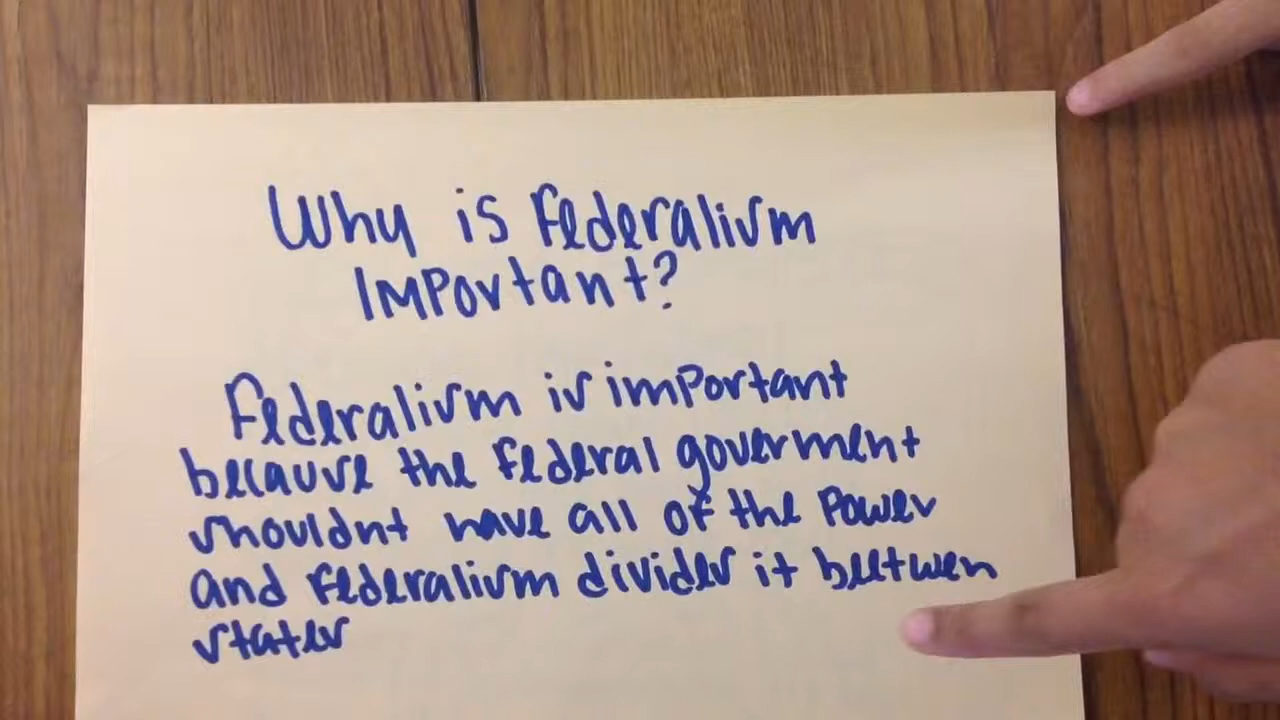 Why is Federalism
Important?
Federalism is important
because the federal goverment
shouldnt have all of the Power
and Federalism divides it beetwen
states